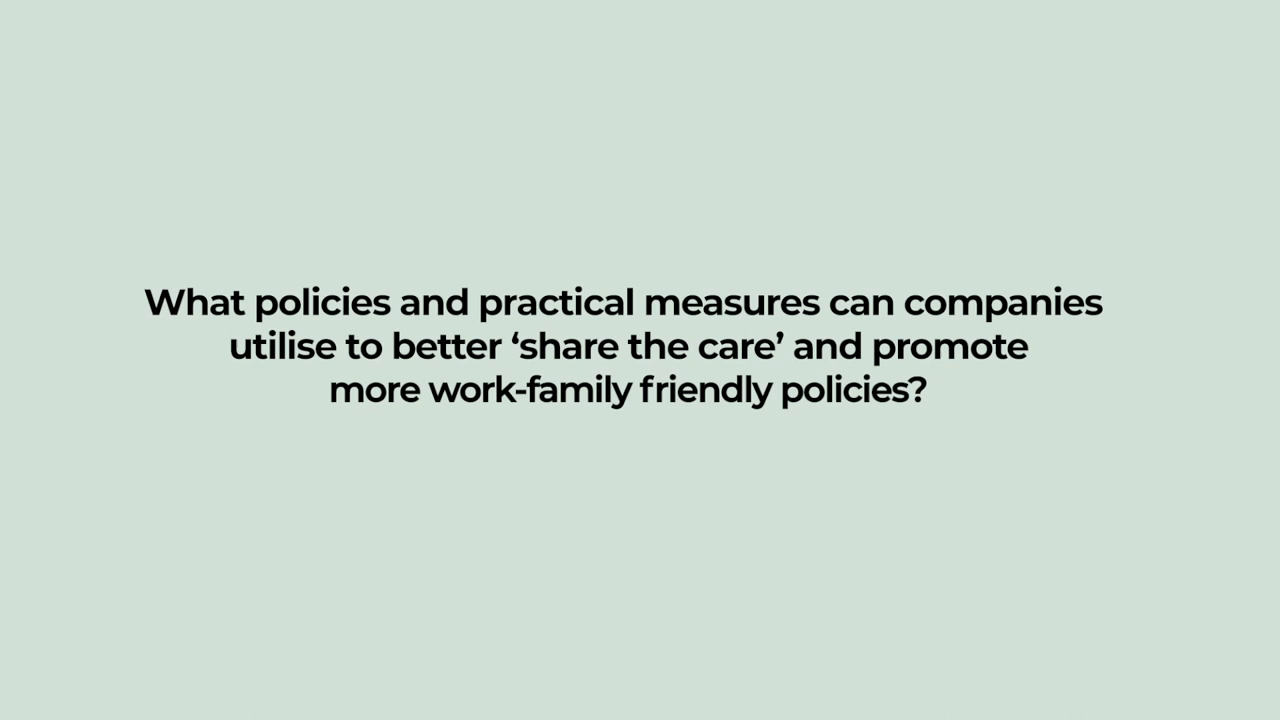 What policies and practical measures can companies
utilise to better ‘share the care’ and promote
more work-family friendly policies?